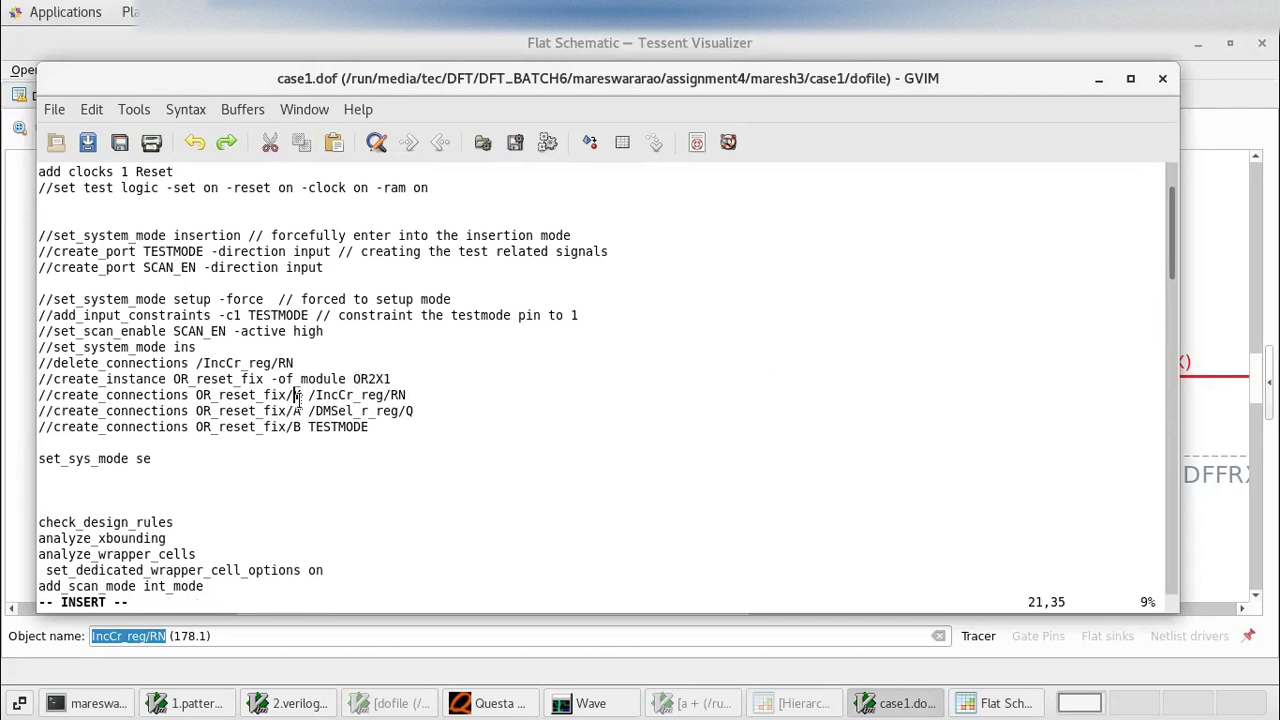 Applications
Flat Schematic — Tessent Visualizer
case1.dof (/run/media/tec/DFT/DFT_BATCH6/mareswararao/assignment4/maresh3/case1/dofile) - GVIM
File Edit Tools Syntax Buffers Window Help
add clocks 1 Reset
//set test logic -set on -reset on -clock on -ram on
//set_system_mode insertion // forcefully enter into the insertion mode
//create_port TESTMODE -direction input // creating the test related signals
//create_port SCAN_EN -direction input
//set_system_mode setup -force // forced to setup mode
//add_input_constraints -c1 TESTMODE // constraint the testmode pin to 1
//set_scan_enable SCAN_EN -active high
//set_system_mode ins
//delete_connections /IncCr_reg/RN
//create_instance OR_reset_fix -of_module OR2X1
//create_connections OR_reset_fix/Y /IncCr_reg/RN
//create_connections OR_reset_fix/A /DMSel_r_reg/Q
//create_connections OR_reset_fix/B TESTMODE
set_sys_mode se
check_design_rules
analyze_xbounding
analyze_wrapper_cells
set_dedicated_wrapper_cell_options on
add_scan_mode int_mode
-- INSERT -- 21,35 9%
Object name: IncCr_reg/RN (178.1) Tracer Gate Pins Flat sinks Netlist drivers
mareswa... 1.pattern... 2.verilog... [dofile (/... Questa ... Wave [a + (/ru... [Hierarc... case1.do... Flat Sch...